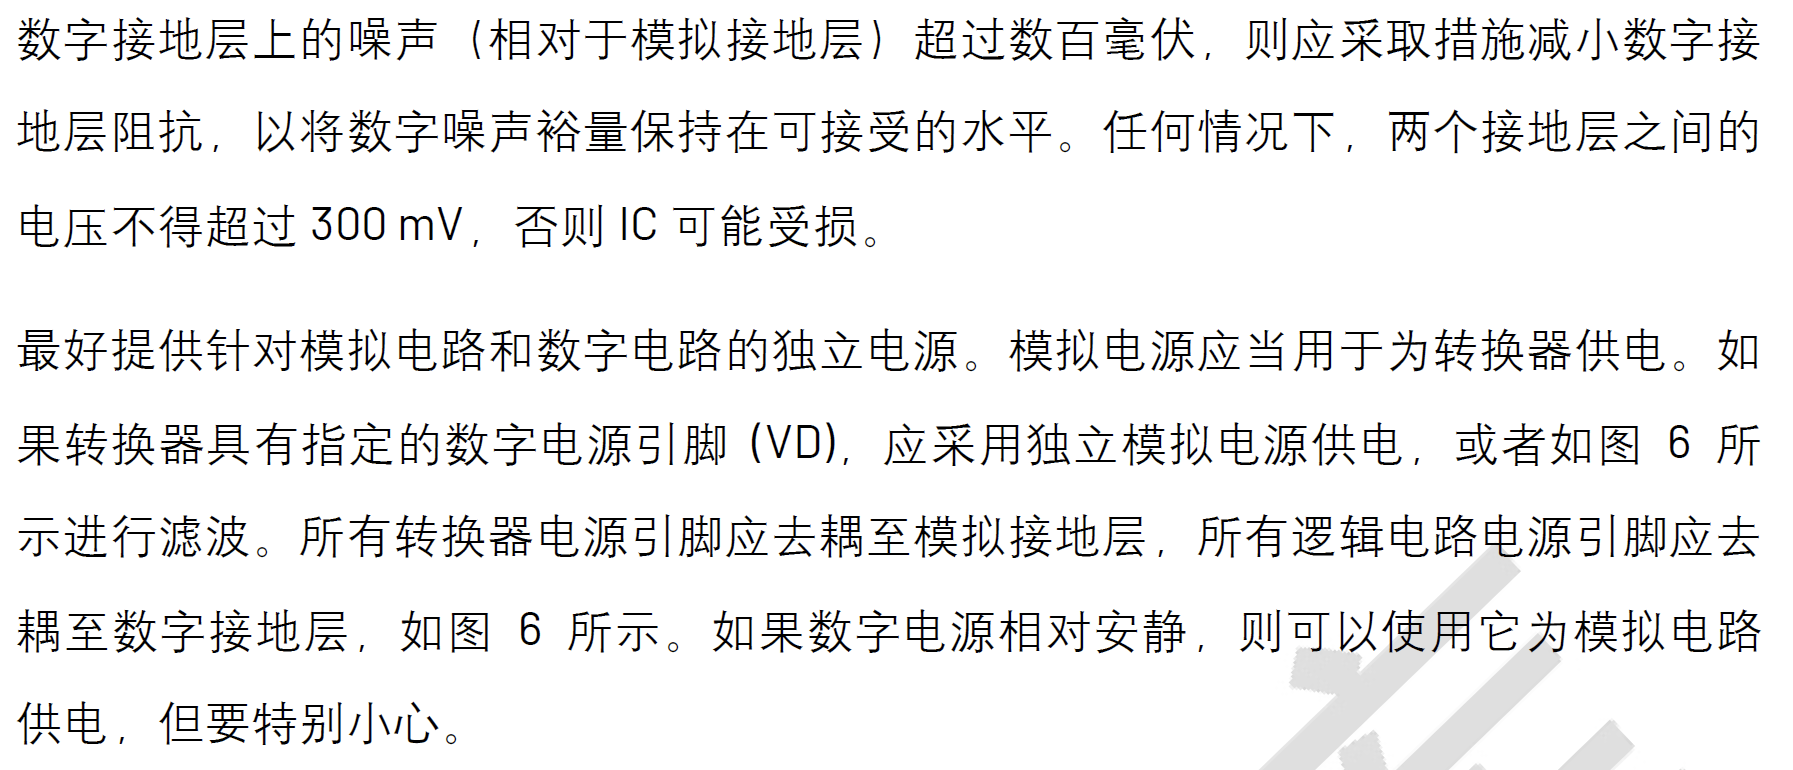 数字接地层上的噪声（相对于模拟接地层）超过数百毫伏，则应采取措施减小数字接
地层阻抗，以将数字噪声裕量保持在可接受的水平。任何情况下，两个接地层之间的
电压不得超过 300 mV，否则 IC 可能受损。
最好提供针对模拟电路和数字电路的独立电源。模拟电源应当用于为转换器供电。如
果转换器具有指定的数字电源引脚 (VD)，应采用独立模拟电源供电，或者如图 6 所
示进行滤波。所有转换器电源引脚应去耦至模拟接地层，所有逻辑电路电源引脚应去
耦至数字接地层，如图 6 所示。如果数字电源相对安静，则可以使用它为模拟电路
供电，但要特别小心。